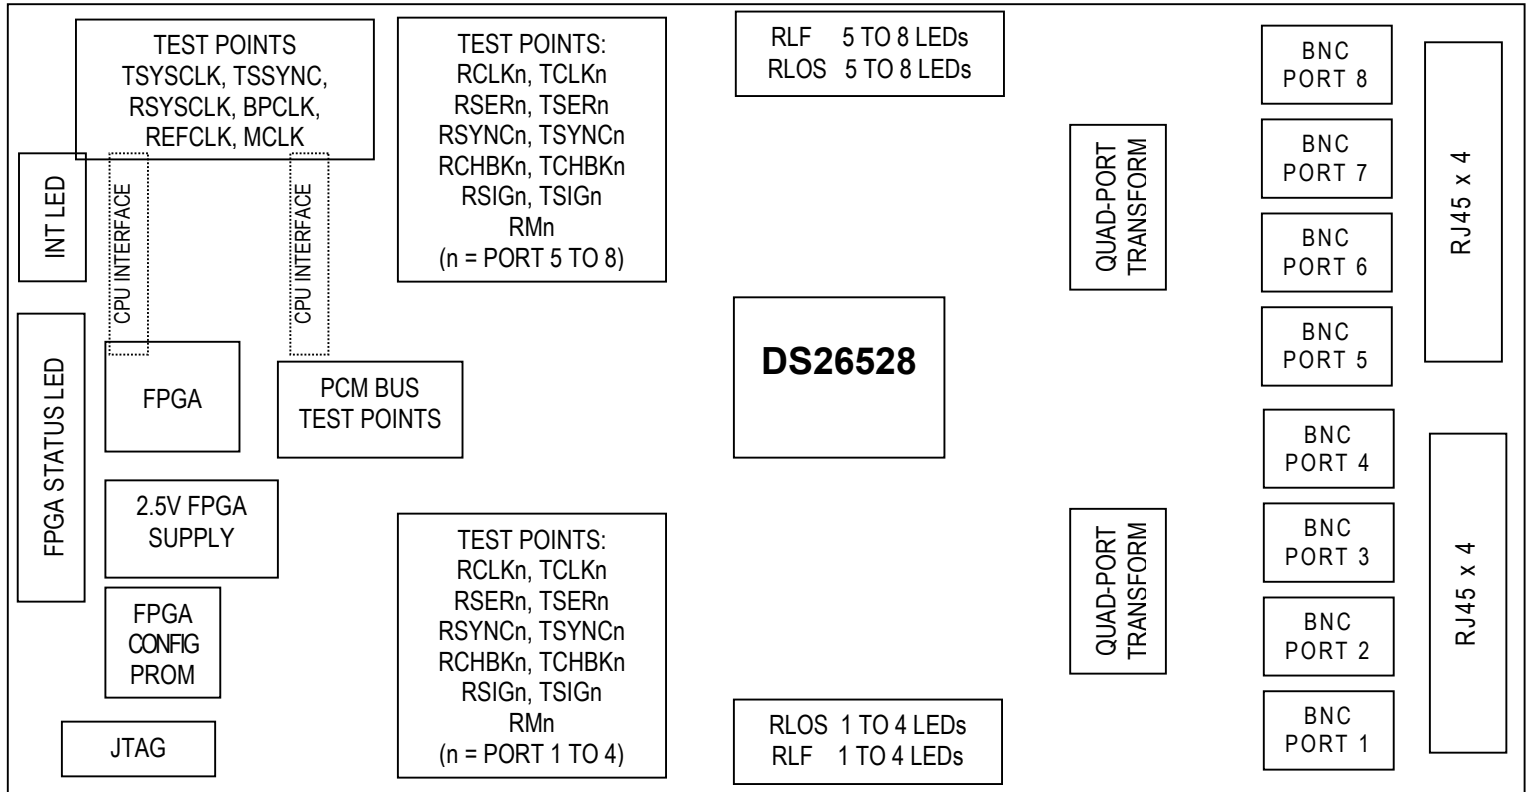 TEST POINTS
TSYSCLK, TSSYNC,
RSYSCLK, BPCLK,
REFCLK, MCLK
TEST POINTS:
RCLKn, TCLKn
RSERn, TSERn
RSYNCn, TSYNCn
RCHBKn, TCHBKn
RSIGn, TSIGn
RMn
(n = PORT 5 TO 8)
RLF 5 TO 8 LEDs
RLOS 5 TO 8 LEDs
INT LED
CPU INTERFACE
CPU INTERFACE
FPGA STATUS LED
FPGA
PCM BUS
TEST POINTS
2.5V FPGA
SUPPLY
FPGA
CONFIG
PROM
JTAG
TEST POINTS:
RCLKn, TCLKn
RSERn, TSERn
RSYNCn, TSYNCn
RCHBKn, TCHBKn
RSIGn, TSIGn
RMn
(n = PORT 1 TO 4)
DS26528
RLOS 1 TO 4 LEDs
RLF 1 TO 4 LEDs
QUAD-PORT
TRANSFORM
QUAD-PORT
TRANSFORM
BNC
PORT 8
BNC
PORT 7
BNC
PORT 6
BNC
PORT 5
BNC
PORT 4
BNC
PORT 3
BNC
PORT 2
BNC
PORT 1
RJ45 x 4
RJ45 x 4